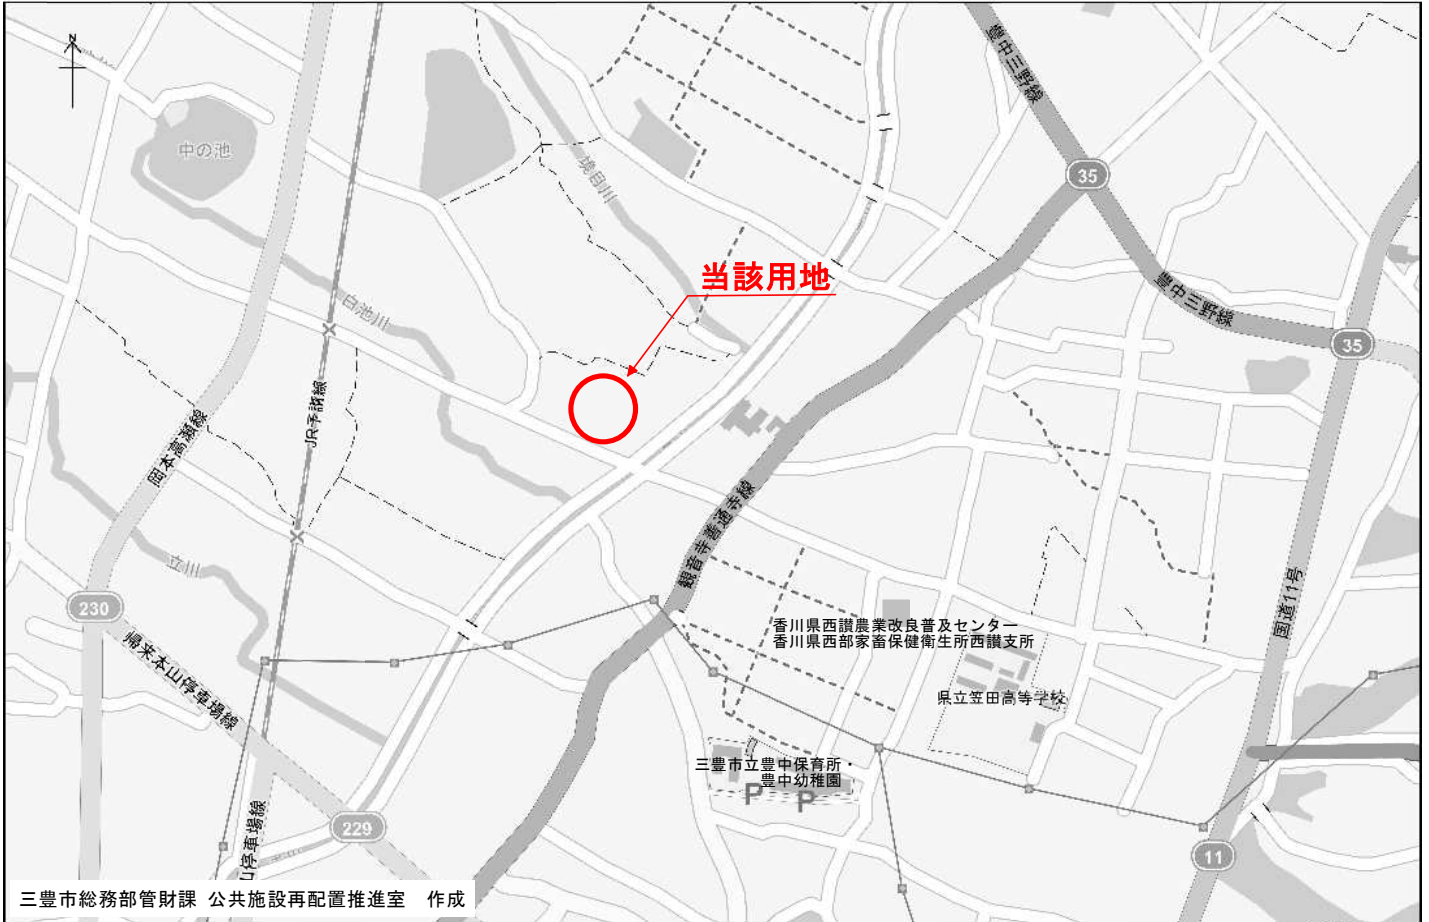 N
豊中三野線
中の池
境目川
35
当該用地
豊中三野線
白池川
35
JR予讃線
岡本高瀬線
観音寺善通寺線
立川
国道11号
230
香川県西讃農業改良普及センター
香川県西部家畜保健衛生所西讃支所
帰来本山停車場線
県立笠田高等学校
三豊市立豊中保育所・
豊中幼稚園
P P
229
山停車場線
11
三豊市総務部管財課 公共施設再配置推進室 作成